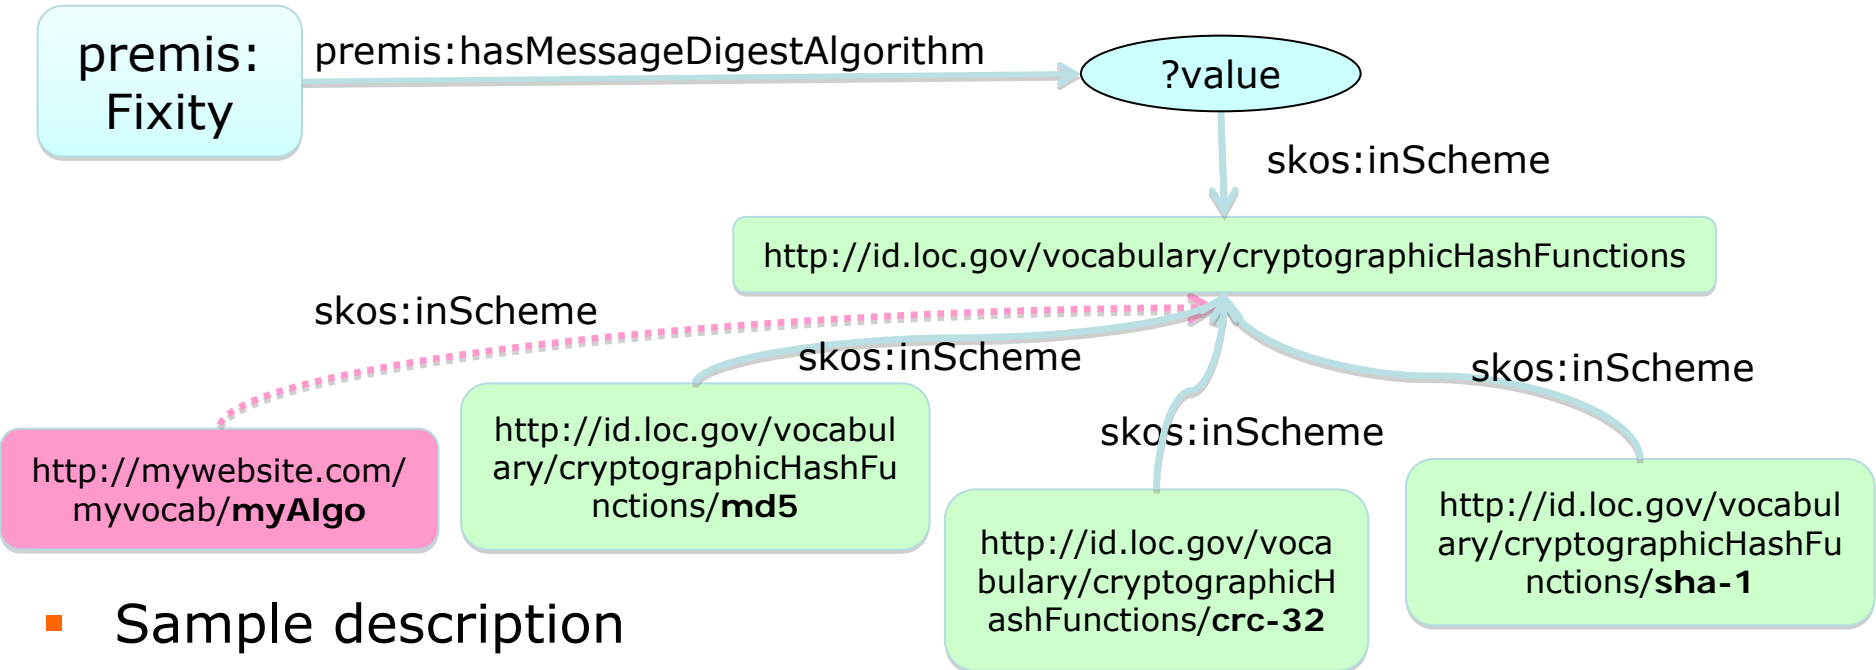 premis:
Fixity
premis:hasMessageDigestAlgorithm
?value
skos:inScheme
http://id.loc.gov/vocabulary/cryptographicHashFunctions
skos:inScheme
skos:inScheme
skos:inScheme
skos:inScheme
http://mywebsite.com/
myvocab/myAlgo
http://id.loc.gov/vocabul
ary/cryptographicHashFu
nctions/md5
http://id.loc.gov/voca
bulary/cryptographicH
ashFunctions/crc-32
http://id.loc.gov/vocabul
ary/cryptographicHashFu
nctions/sha-1
▪ Sample description